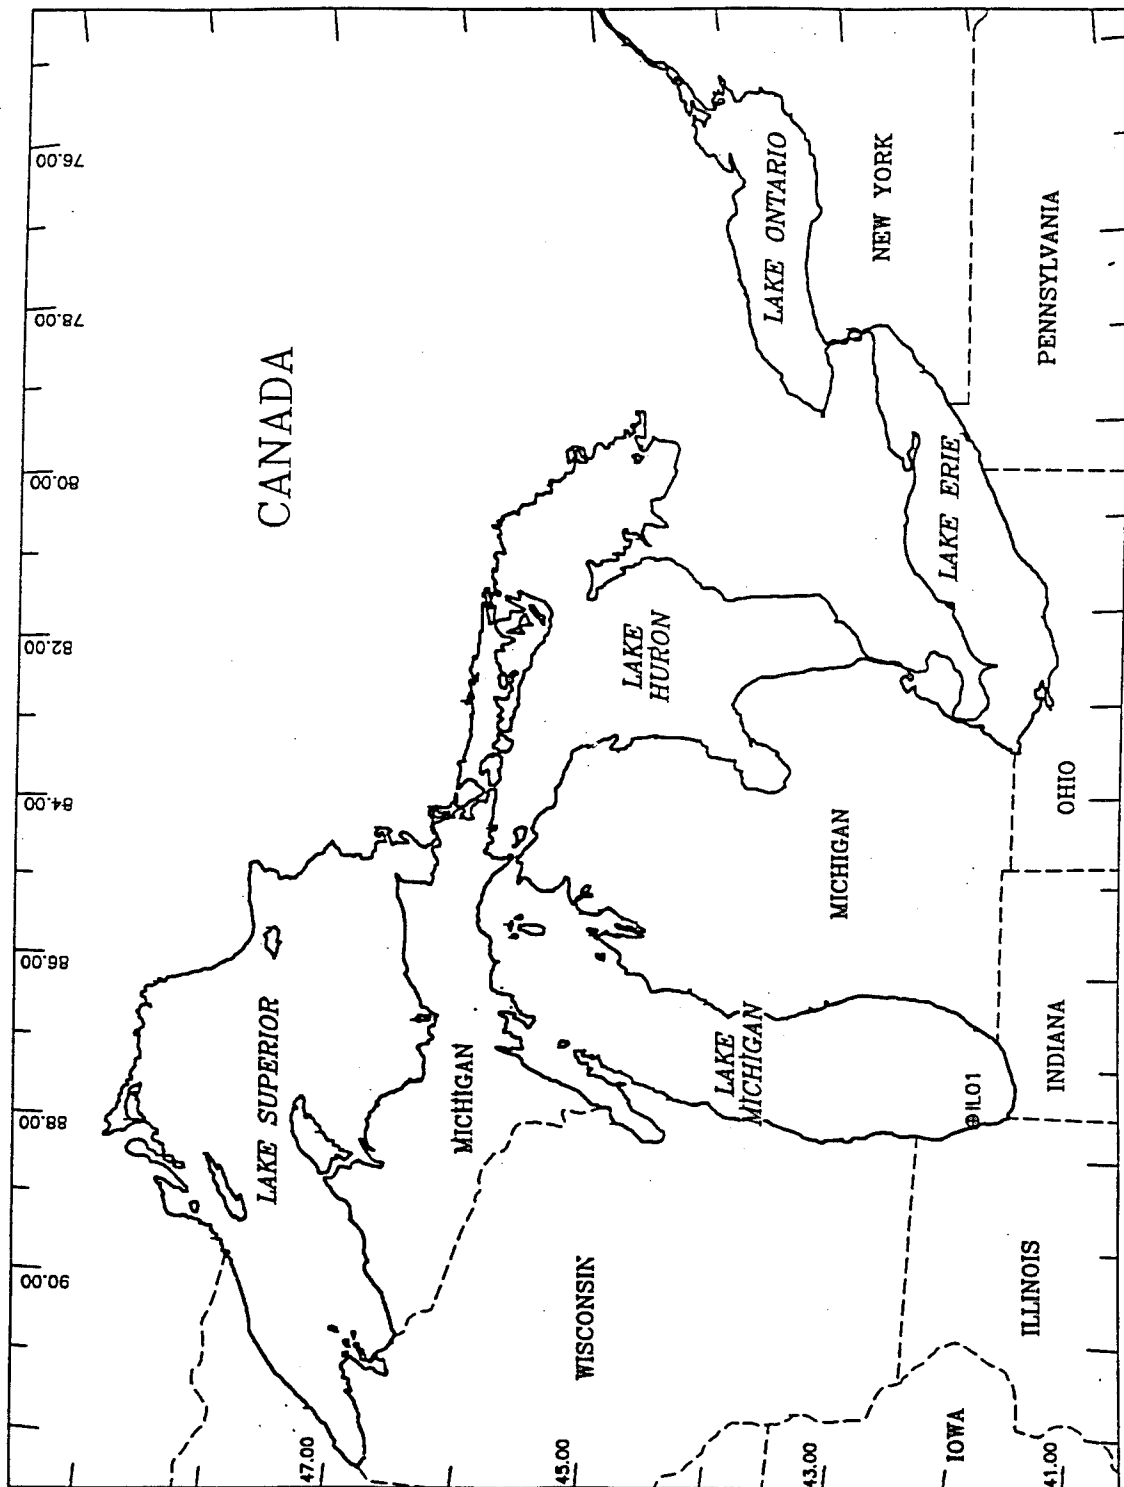 76.00
78.00
80.00
82.00
84.00
86.00
88.00
90.00
CANADA
LAKE ONTARIO
NEW YORK
PENNSYLVANIA
LAKE ERIE
LAKE
HURON
OHIO
MICHIGAN
LAKE SUPERIOR
MICHIGAN
LAKE
MICHIGAN
INDIANA
IL01
WISCONSIN
ILLINOIS
IOWA
47.00
45.00
43.00
41.00